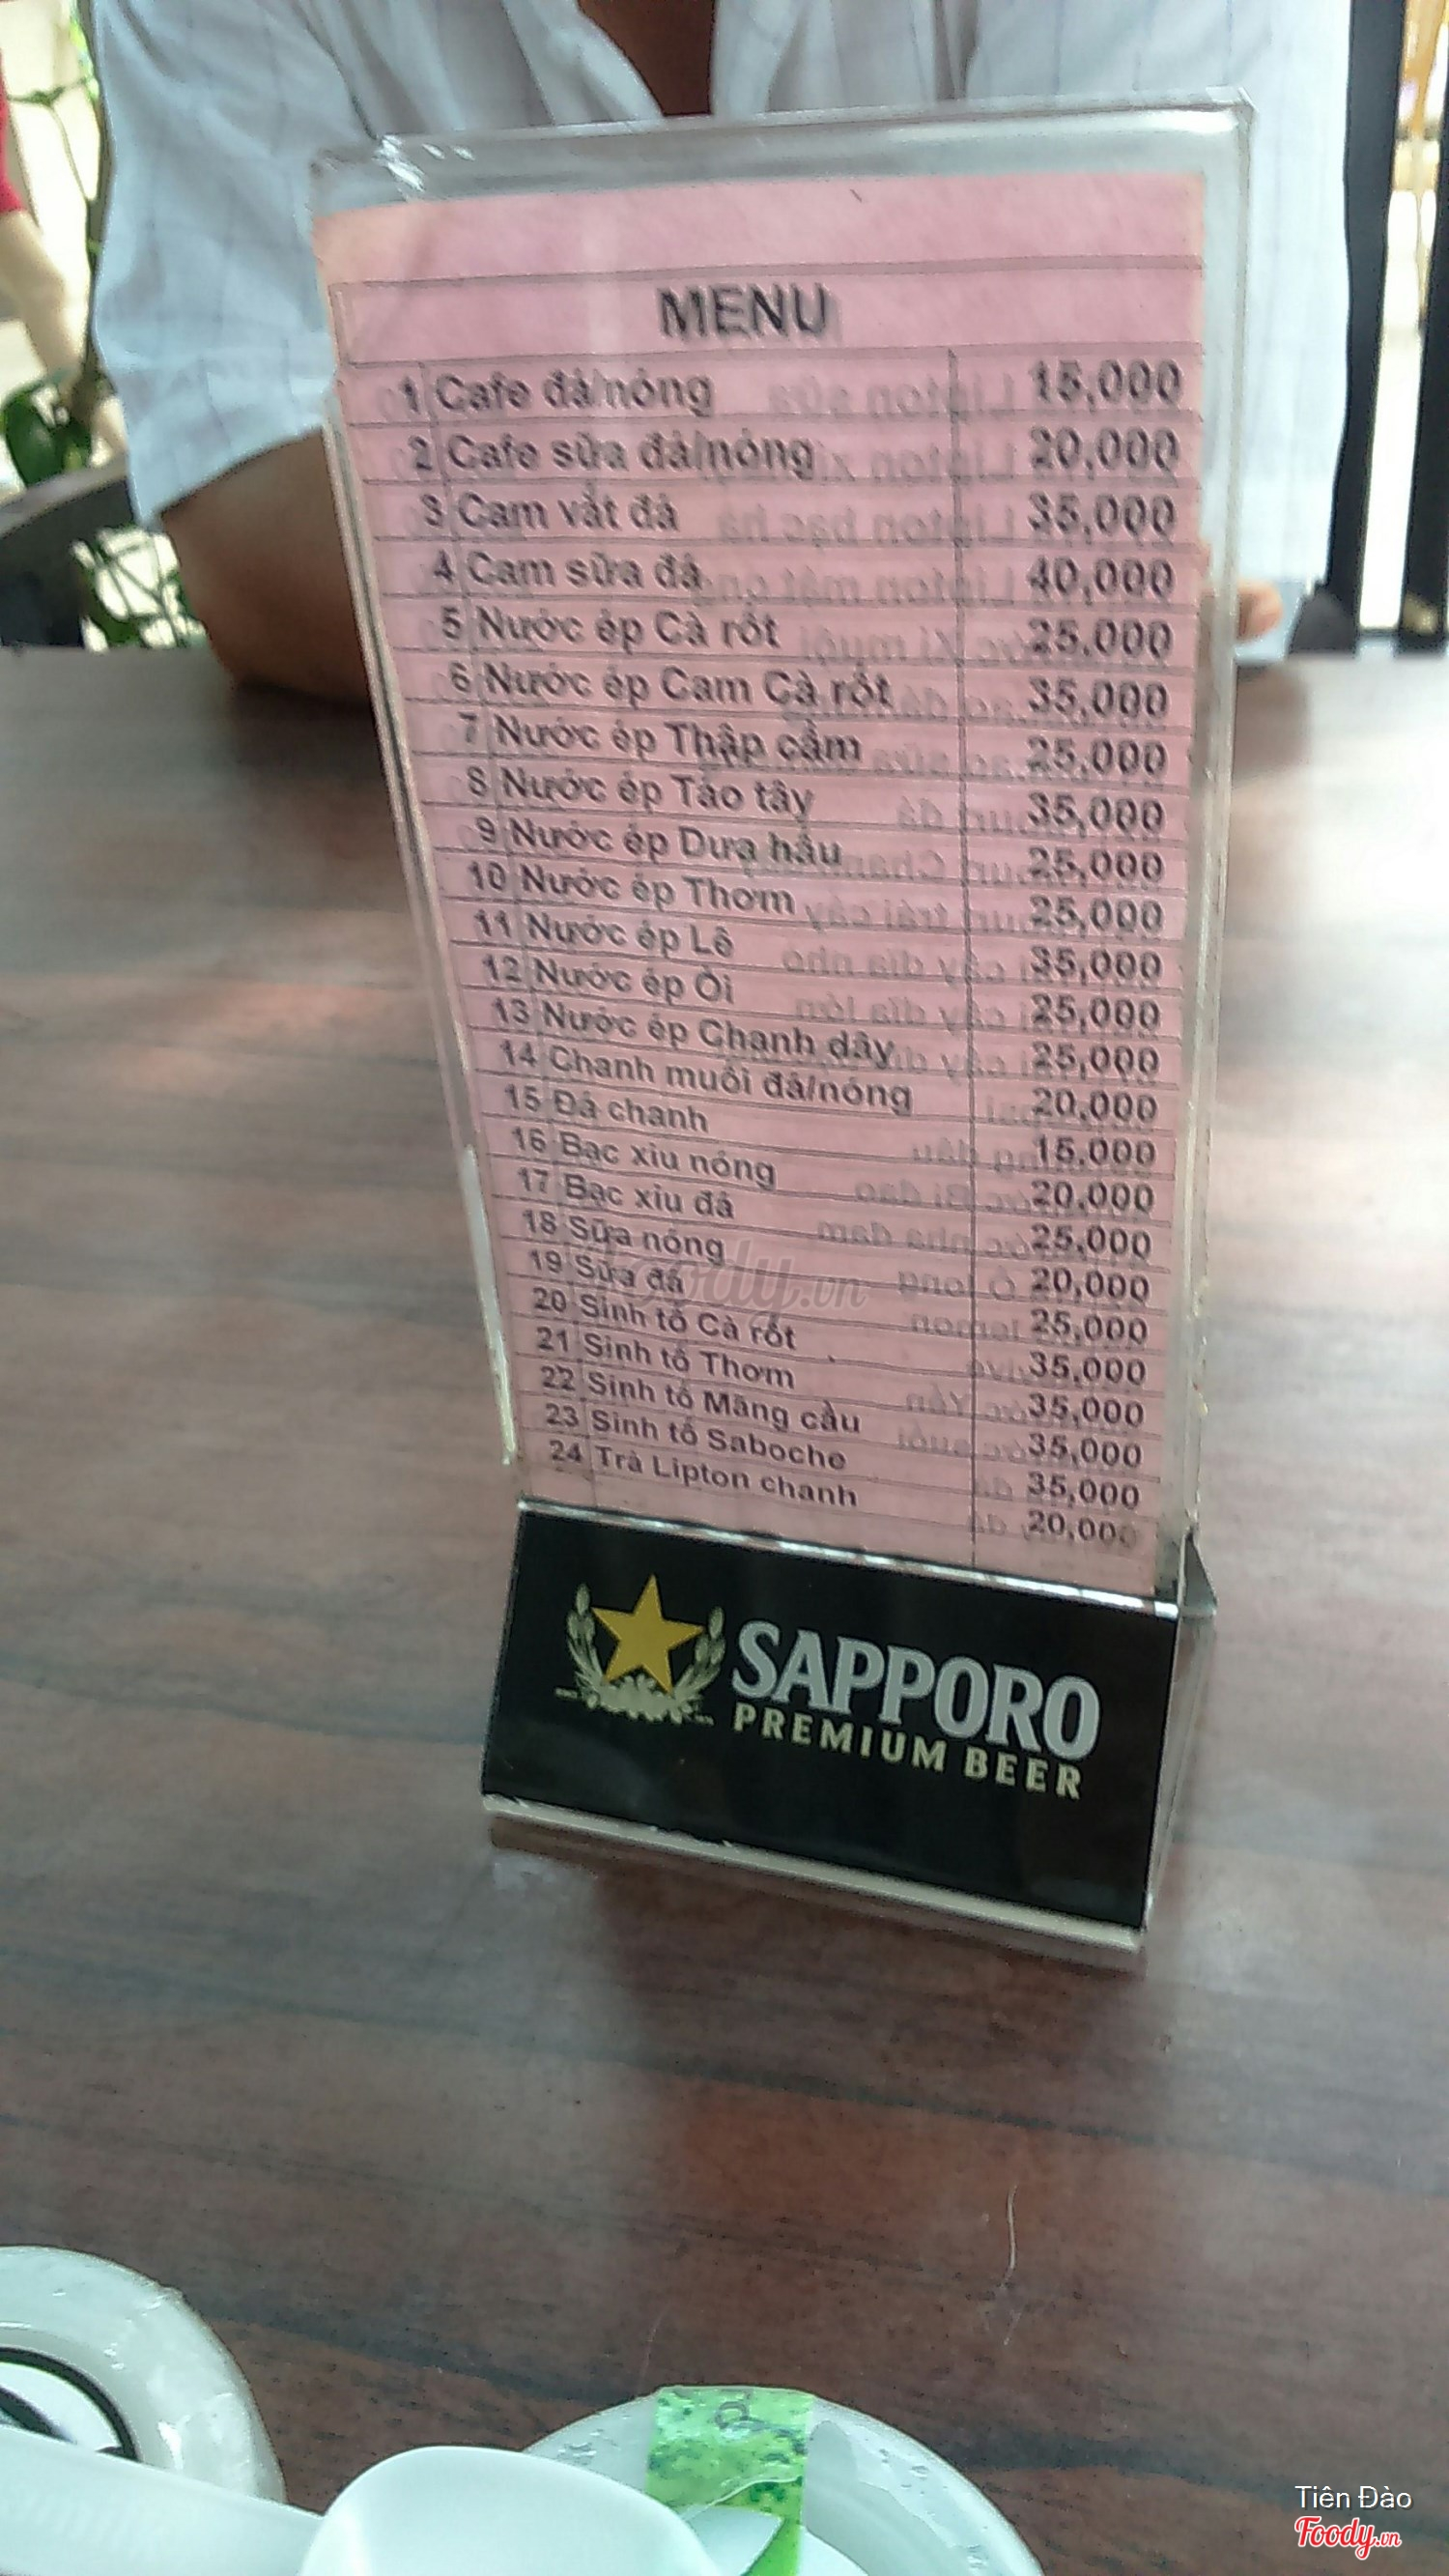 MENU
1 Cafe đá/nóng 15,000
2 Cafe sữa đá/nóng 20,000
3 Cam vắt đá 35,000
4 Cam sữa đá 40,000
5 Nước ép Cà rốt 25,000
6 Nước ép Cam Cà rốt 35,000
7 Nước ép Thập cẩm 25,000
8 Nước ép Táo tây 35,000
9 Nước ép Dưa hấu 25,000
10 Nước ép Thơm 25,000
11 Nước ép Lê 35,000
12 Nước ép Ổi 25,000
13 Nước ép Chanh dây 25,000
14 Chanh muối đá/nóng 20,000
15 Đá chanh 15,000
16 Bạc xỉu nóng 20,000
17 Bạc xỉu đá 25,000
18 Sữa nóng 20,000
19 Sữa đá 25,000
20 Sinh tố Cà rốt 35,000
21 Sinh tố Thơm 35,000
22 Sinh tố Mãng cầu 35,000
23 Sinh tố Saboche 35,000
24 Trà Lipton chanh 20,000
foody.vn
SAPPORO
PREMIUM BEER
Tiên Đào
Foody.vn